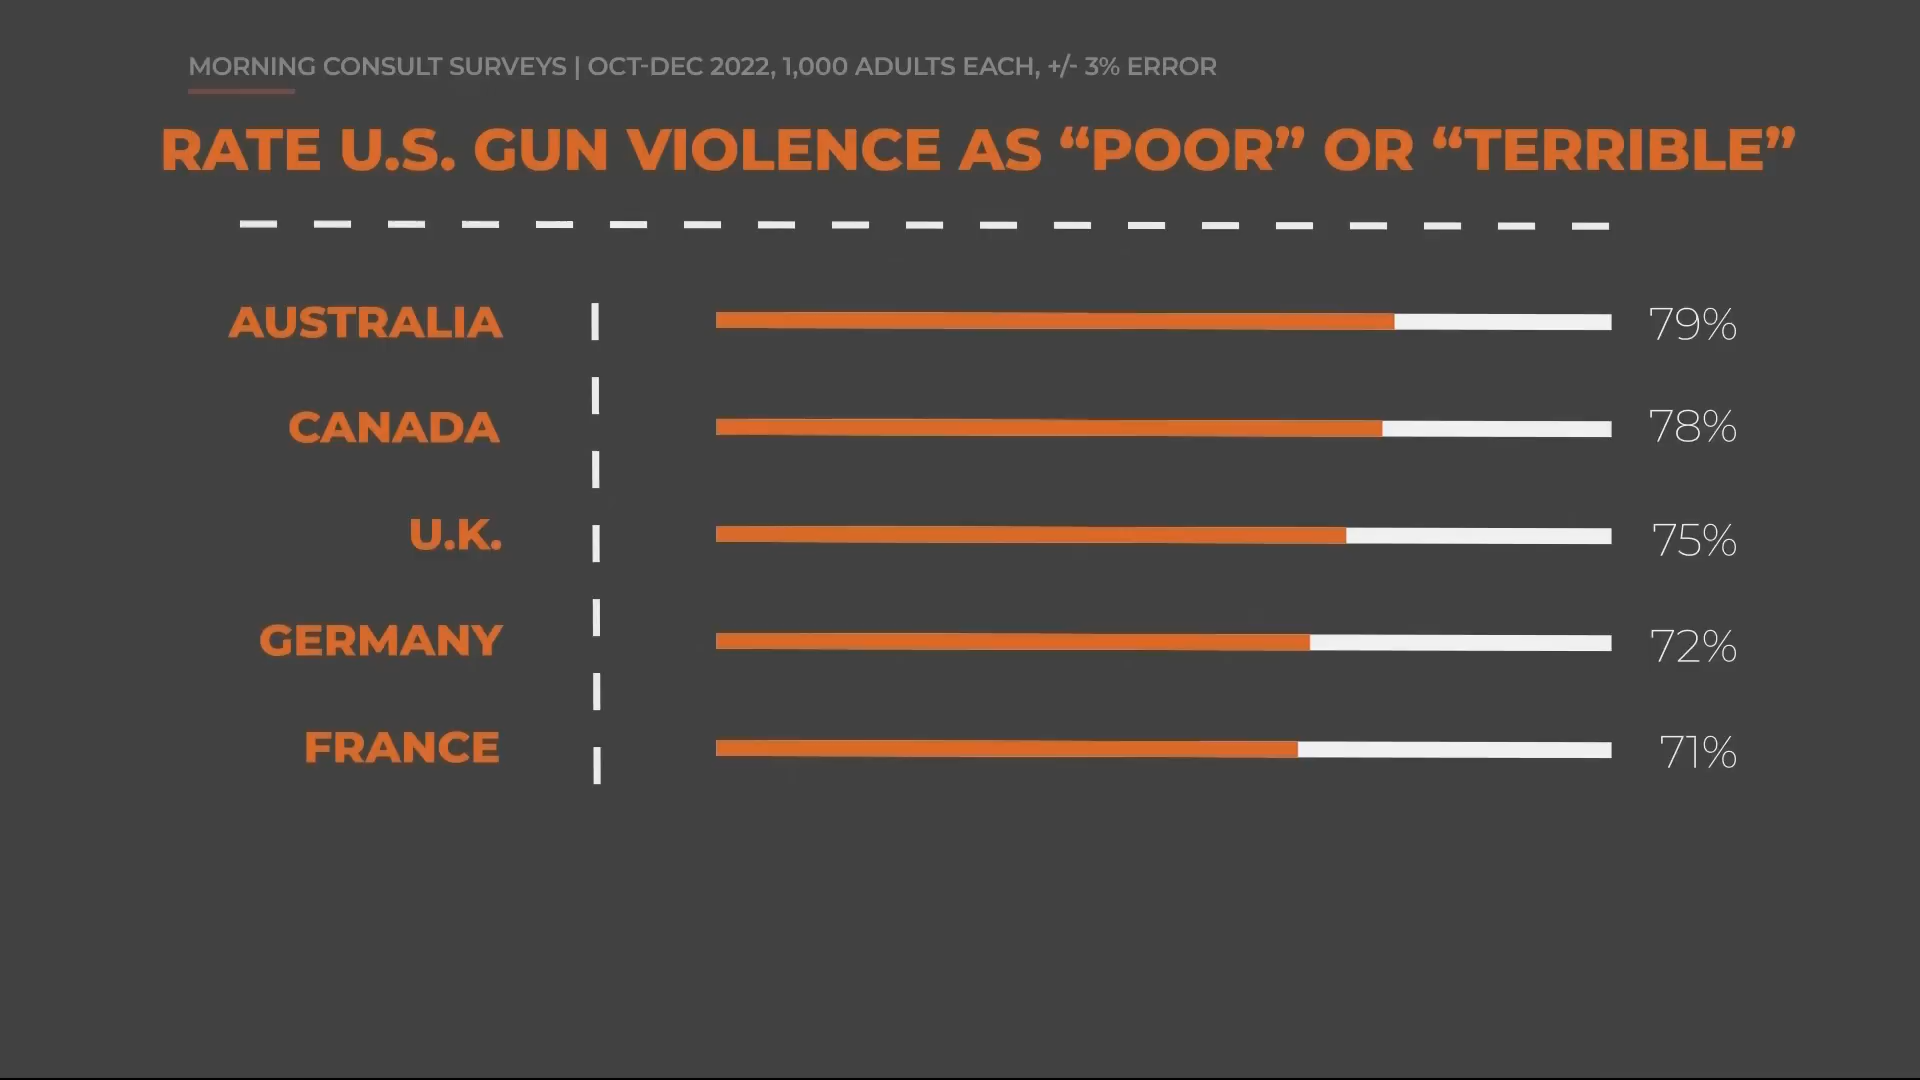 MORNING CONSULT SURVEYS | OCT-DEC 2022, 1,000 ADULTS EACH, +/- 3% ERROR
RATE U.S. GUN VIOLENCE AS “POOR” OR “TERRIBLE”
AUSTRALIA 79%
CANADA 78%
U.K. 75%
GERMANY 72%
FRANCE 71%